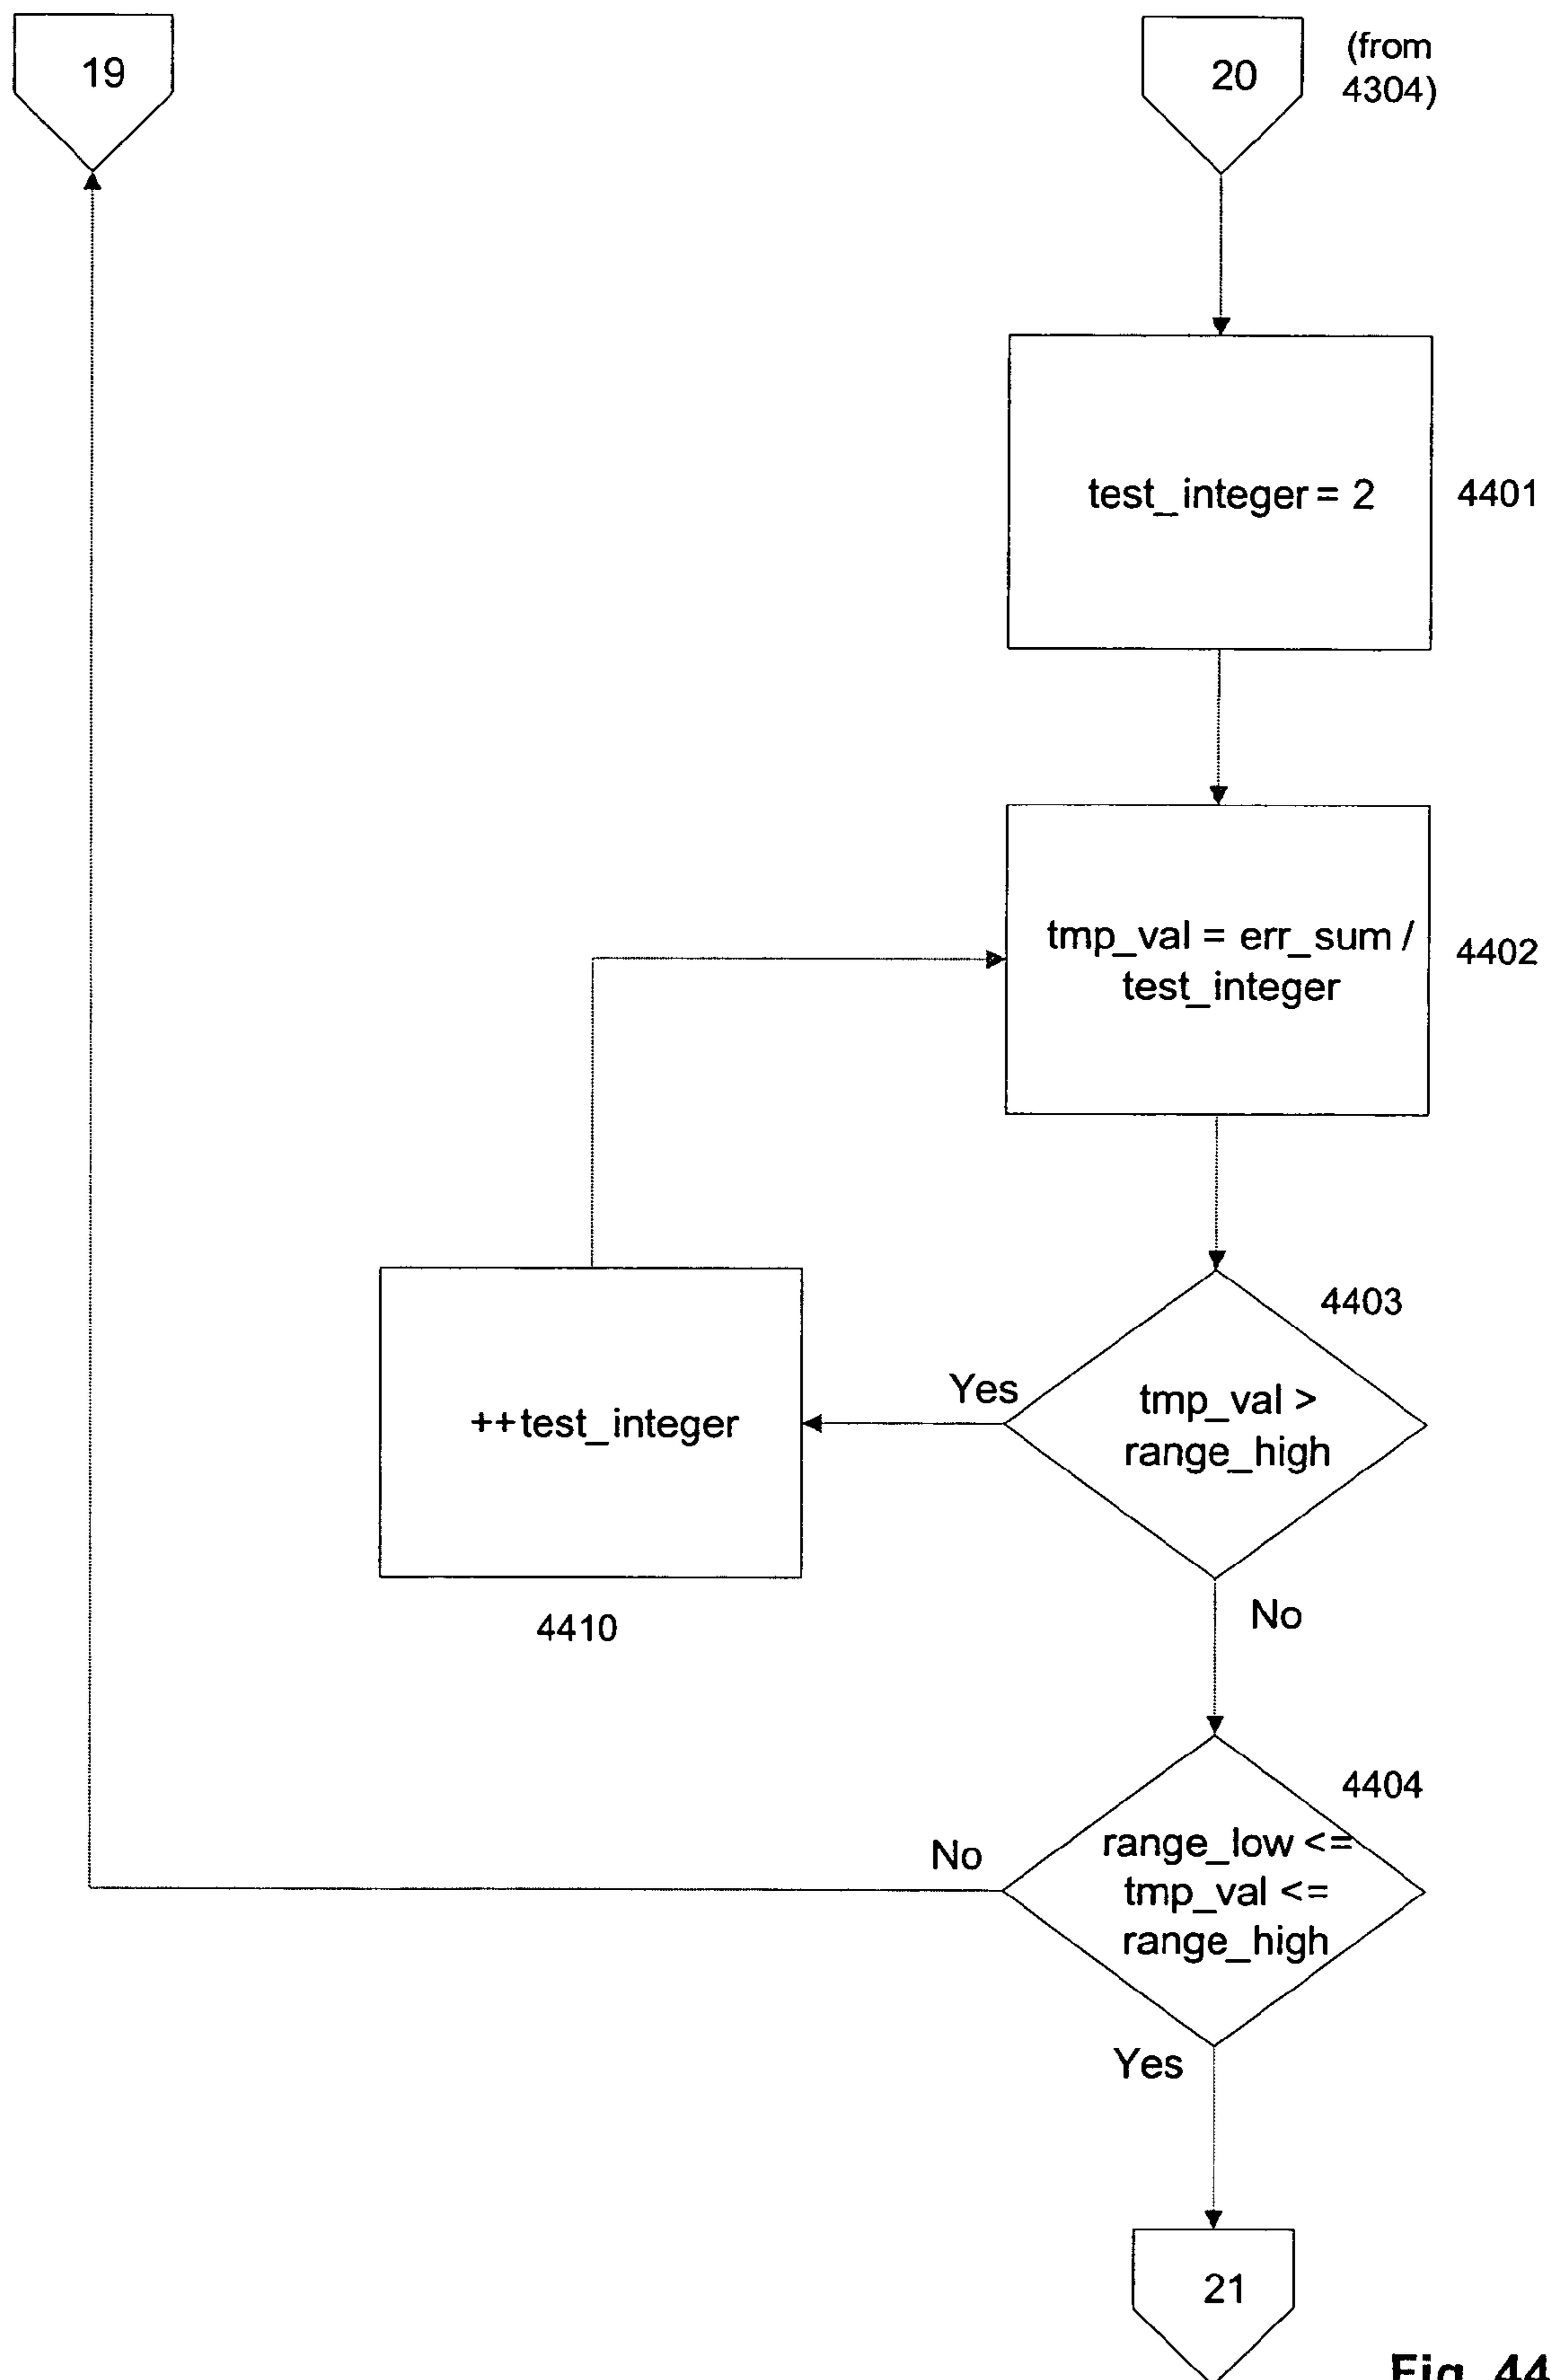 19
20
(from
4304)
test_integer = 2
4401
tmp_val = err_sum /
test_integer
4402
4403
tmp_val >
range_high
Yes
++test_integer
4410
No
4404
range_low <=
tmp_val <=
range_high
No
Yes
21
Fig. 44